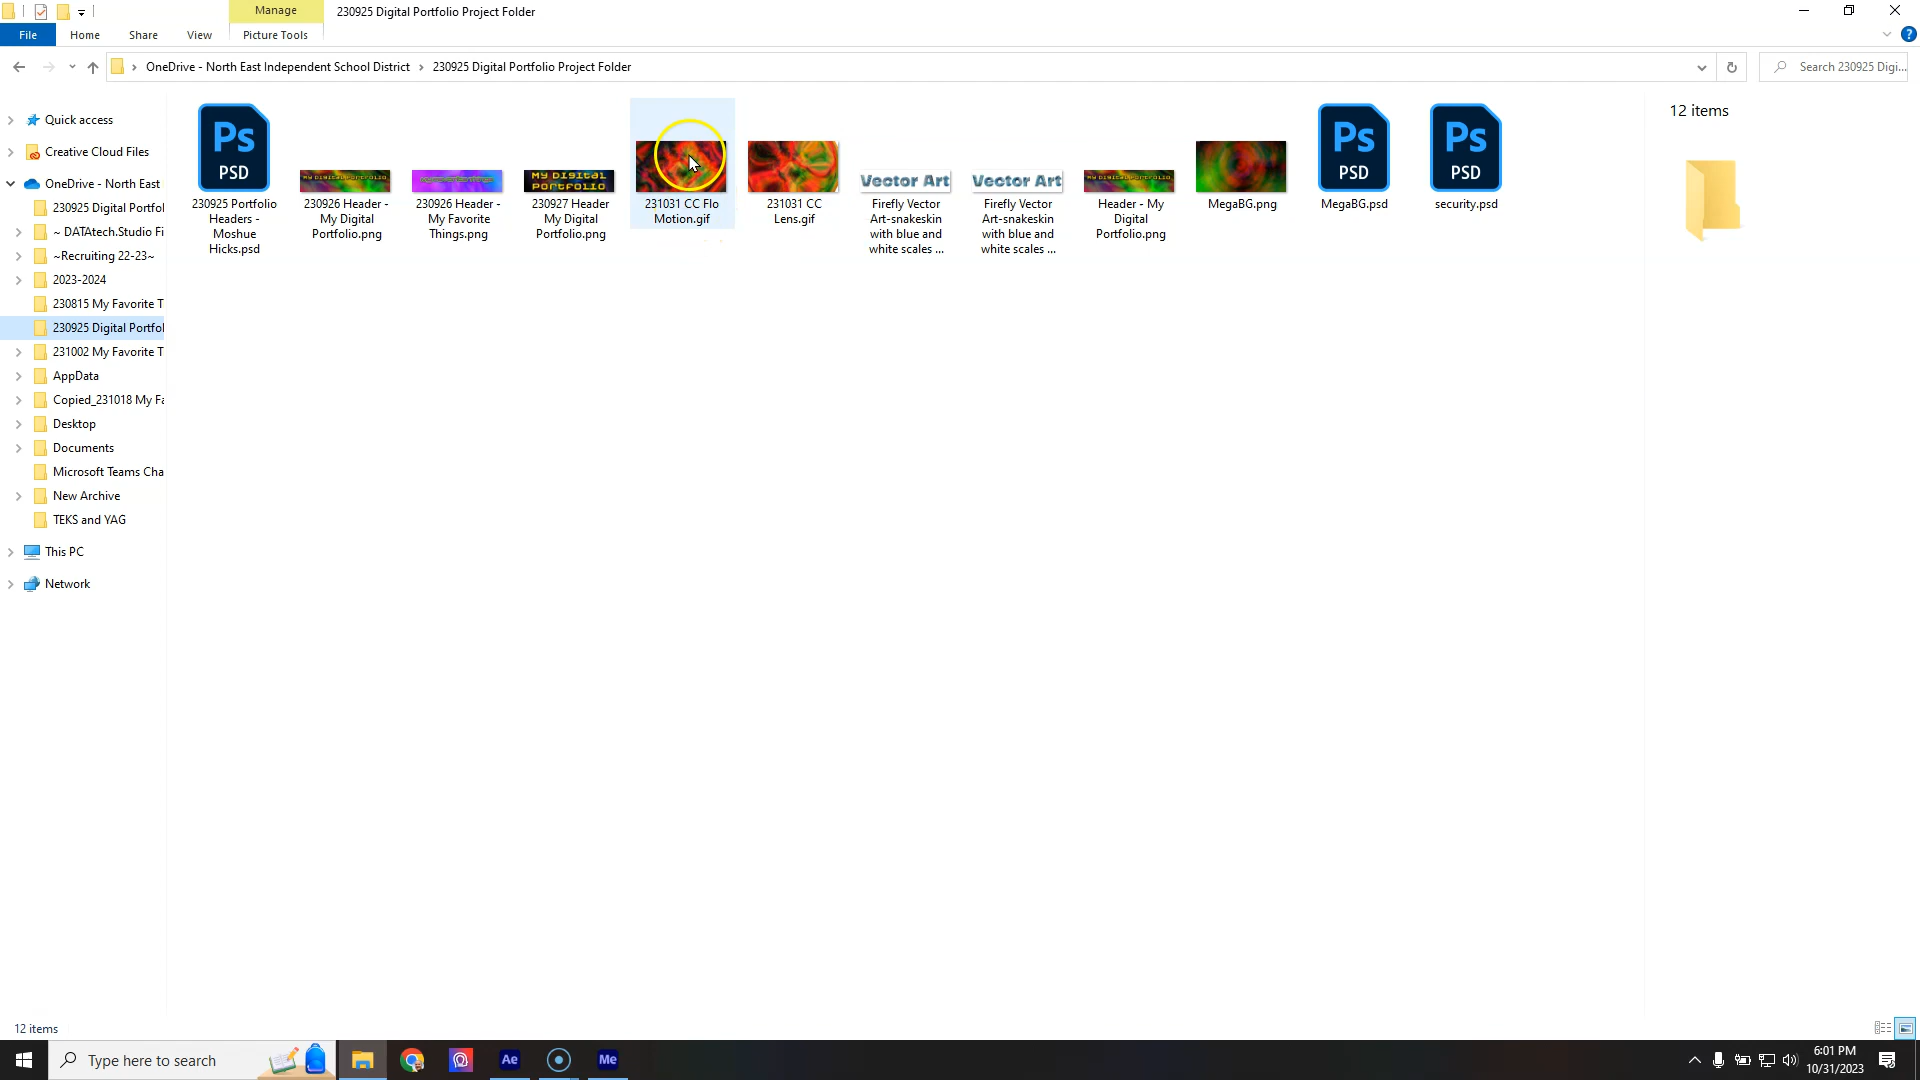 Manage
230925 Digital Portfolio Project Folder
File
Home
Share
View
Picture Tools
?
OneDrive - North East Independent School District
230925 Digital Portfolio Project Folder
Search 230925 Digi...
Quick access
Creative Cloud Files
OneDrive - North East
230925 Digital Portfol
~ DATAtech.Studio Fi
~Recruiting 22-23~
2023-2024
230815 My Favorite T
230925 Digital Portfol
231002 My Favorite T
AppData
Copied_231018 My Fa
Desktop
Documents
Microsoft Teams Cha
New Archive
TEKS and YAG
This PC
Network
Ps
PSD
230925 Portfolio
Headers -
Moshue
Hicks.psd
My Digital Portfolio
230926 Header -
My Digital
Portfolio.png
230926 Header -
My Favorite
Things.png
My Digital
Portfolio
230927 Header
My Digital
Portfolio.png
231031 CC Flo
Motion.gif
231031 CC
Lens.gif
Vector Art
Firefly Vector
Art-snakeskin
with blue and
white scales ...
Vector Art
Firefly Vector
Art-snakeskin
with blue and
white scales ...
My Digital Portfolio
Header - My
Digital
Portfolio.png
MegaBG.png
Ps
PSD
MegaBG.psd
Ps
PSD
security.psd
12 items
12 items
Type here to search
Ae
Me
6:01 PM
10/31/2023